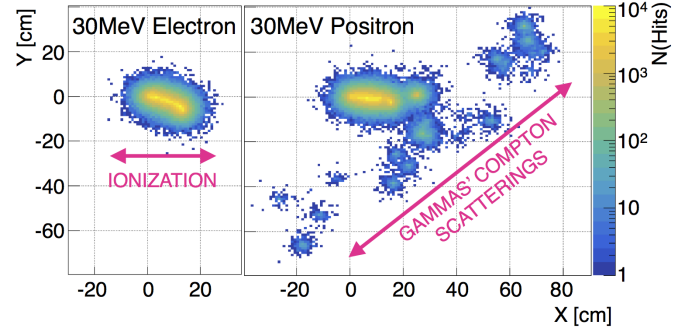 30MeV Electron
30MeV Positron
Y [cm]
40
20
0
-20
-40
-60
IONIZATION
GAMMAS' COMPTON
SCATTERINGS
-20
0
20
-20
0
20
40
60
80
X [cm]
10⁴
10³
10²
10
1
N(Hits)